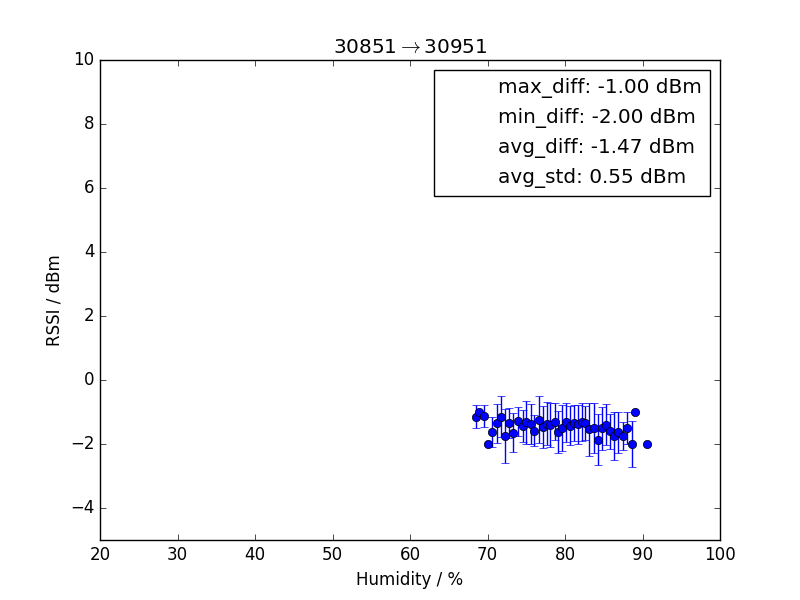 30851→30951
max_diff: -1.00 dBm
min_diff: -2.00 dBm
avg_diff: -1.47 dBm
avg_std: 0.55 dBm
RSSI / dBm
10
8
6
4
2
0
−2
−4
20 30 40 50 60 70 80 90 100
Humidity / %